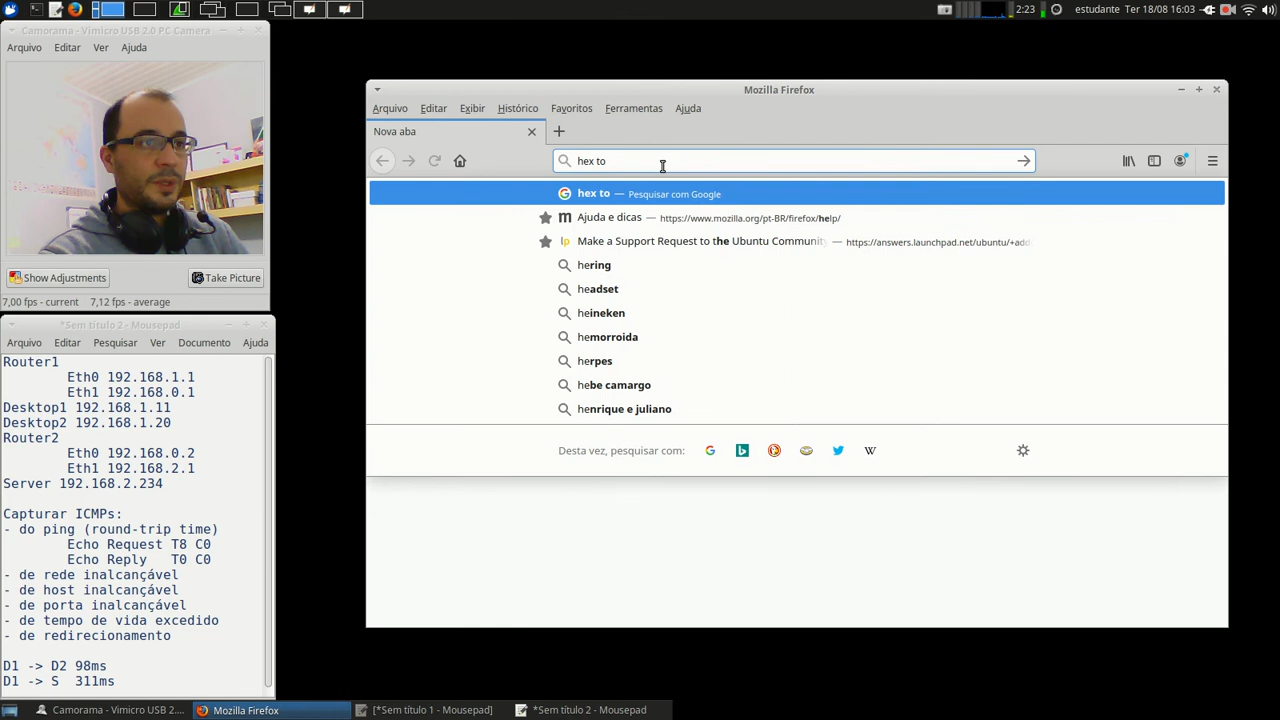 2:23 estudante Ter 18/08 16:03
Camorama - Vimicro USB 2.0 PC Camera
Arquivo Editar Ver Ajuda
Show Adjustments Take Picture
7,00 fps - current 7,12 fps - average
*Sem título 2 - Mousepad
Arquivo Editar Pesquisar Ver Documento Ajuda
Router1
Eth0 192.168.1.1
Eth1 192.168.0.1
Desktop1 192.168.1.11
Desktop2 192.168.1.20
Router2
Eth0 192.168.0.2
Eth1 192.168.2.1
Server 192.168.2.234
Capturar ICMPs:
- do ping (round-trip time)
Echo Request T8 C0
Echo Reply T0 C0
- de rede inalcançável
- de host inalcançável
- de porta inalcançável
- de tempo de vida excedido
- de redirecionamento
D1 -> D2 98ms
D1 -> S 311ms
Mozilla Firefox
Arquivo Editar Exibir Histórico Favoritos Ferramentas Ajuda
Nova aba
hex to
hex to — Pesquisar com Google
Ajuda e dicas — https://www.mozilla.org/pt-BR/firefox/help/
Make a Support Request to the Ubuntu Community — https://answers.launchpad.net/ubuntu/+add
hering
headset
heineken
hemorroida
herpes
hebe camargo
henrique e juliano
Desta vez, pesquisar com:
Camorama - Vimicro USB 2.... Mozilla Firefox [*Sem título 1 - Mousepad] *Sem título 2 - Mousepad